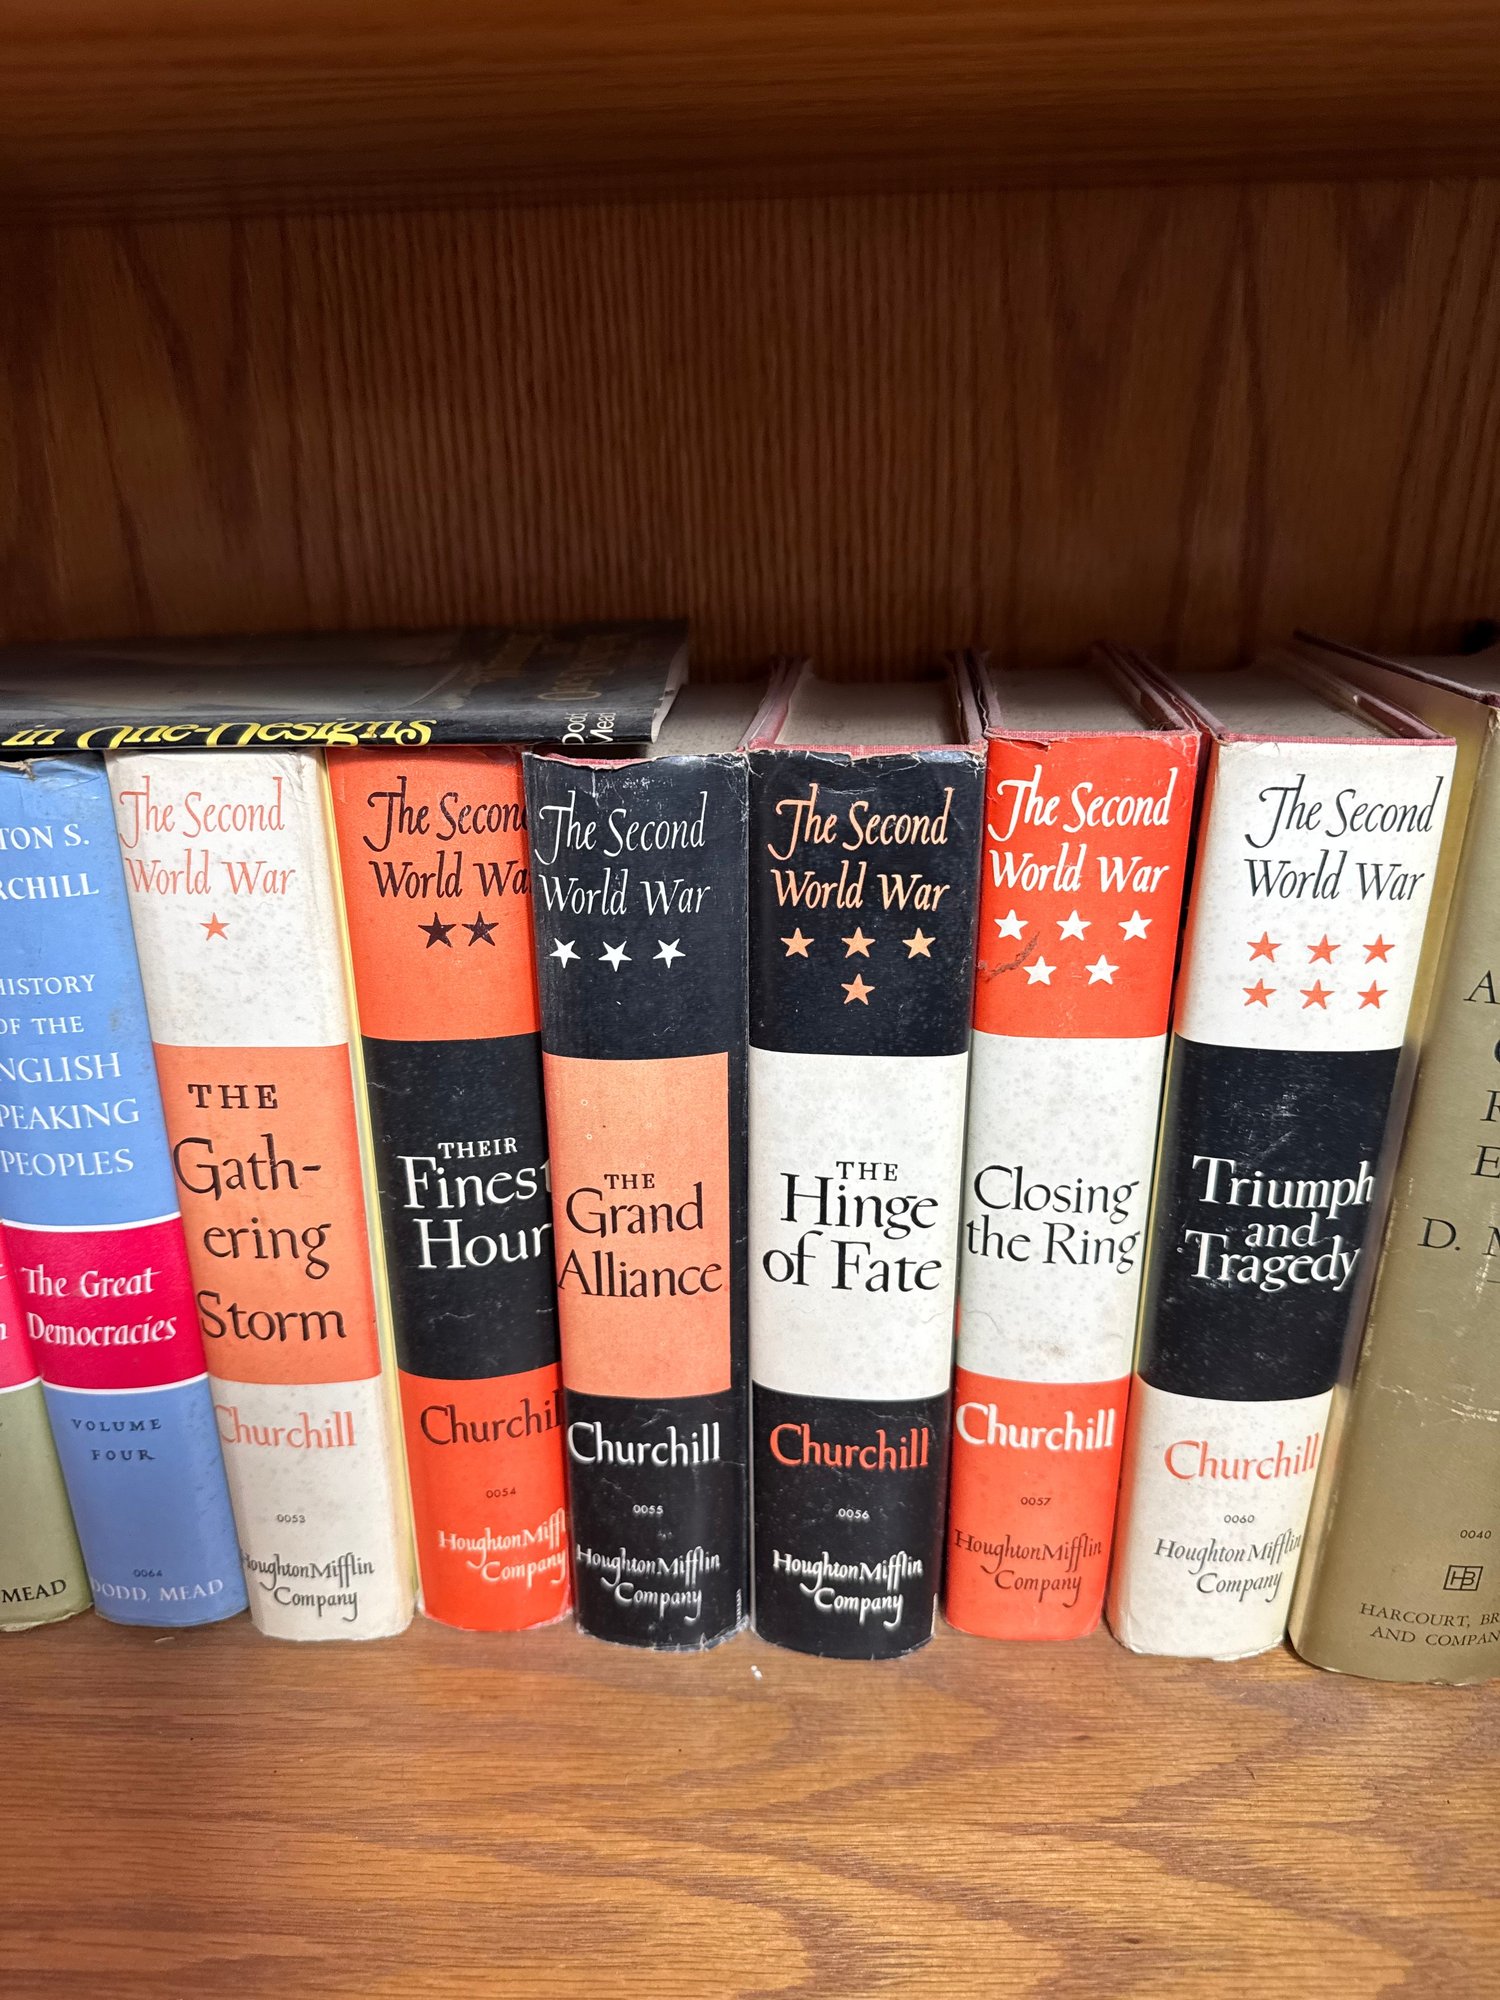 in One-Designs
Dodd
Mead
TON S.
RCHILL
HISTORY
OF THE
NGLISH
PEAKING
PEOPLES
The Great
Democracies
VOLUME
FOUR
0064
DODD, MEAD
MEAD
The Second
World War
THE
Gath-
ering
Storm
Churchill
0053
Houghton Mifflin
Company
The Second
World Wa
THEIR
Finest
Hour
Churchil
0054
Houghton Miffl
Company
The Second
World War
THE
Grand
Alliance
Churchill
0055
Houghton Mifflin
Company
The Second
World War
THE
Hinge
of Fate
Churchill
0056
Houghton Mifflin
Company
The Second
World War
Closing
the Ring
Churchill
0057
Houghton Mifflin
Company
The Second
World War
Triumph
and
Tragedy
Churchill
0060
Houghton Mifflin
Company
A
R
E
D.
0040
HB
HARCOURT, BR
AND COMPAN